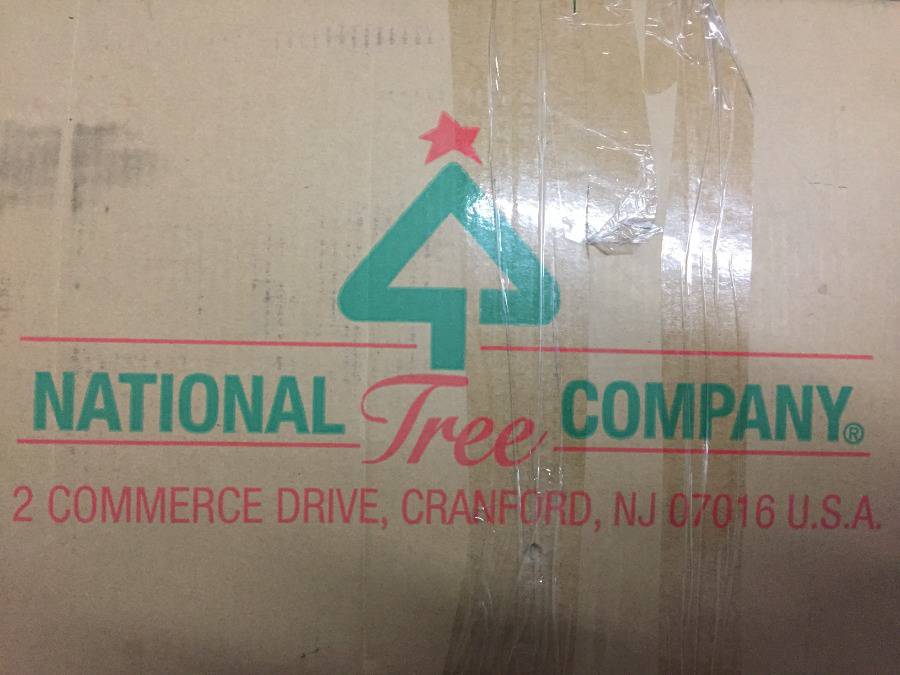 NATIONAL Tree COMPANY®
2 COMMERCE DRIVE, CRANFORD, NJ 07016 U.S.A.